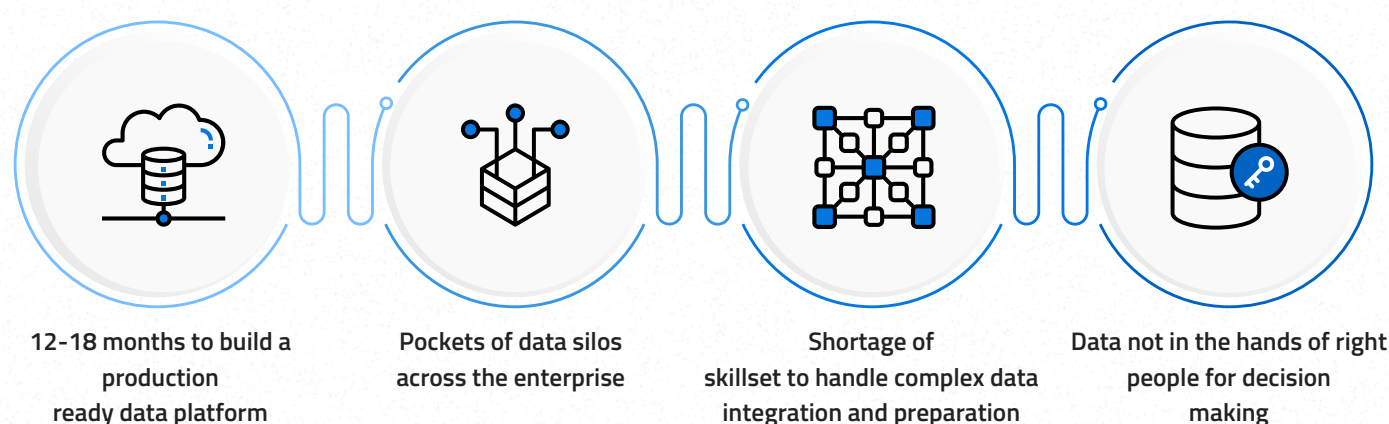 12-18 months to build a
production
ready data platform
Pockets of data silos
across the enterprise
Shortage of
skillset to handle complex data
integration and preparation
Data not in the hands of right
people for decision
making